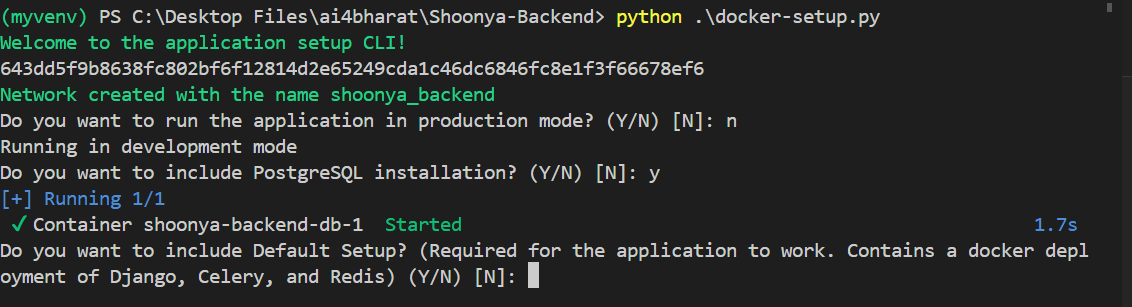 (myvenv) PS C:\Desktop Files\ai4bharat\Shoonya-Backend> python .\docker-setup.py
Welcome to the application setup CLI!
643dd5f9b8638fc802bf6f12814d2e65249cda1c46dc6846fc8e1f3f66678ef6
Network created with the name shoonya_backend
Do you want to run the application in production mode? (Y/N) [N]: n
Running in development mode
Do you want to include PostgreSQL installation? (Y/N) [N]: y
[+] Running 1/1
✓ Container shoonya-backend-db-1 Started 1.7s
Do you want to include Default Setup? (Required for the application to work. Contains a docker depl
oyment of Django, Celery, and Redis) (Y/N) [N]: